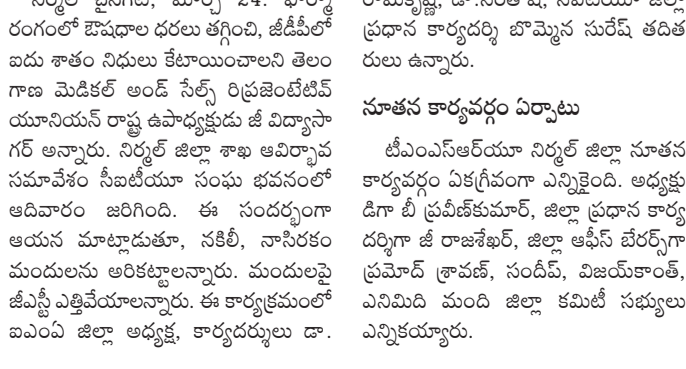 నిర్మల్ చైన్‌గేట్, మార్చి 24: ఫార్మా
రంగంలో ఔషధాల ధరలు తగ్గించి, జీడీపీలో
ఐదు శాతం నిధులు కేటాయించాలని తెలం
గాణ మెడికల్ అండ్ సేల్స్ రిప్రజెంటేటివ్
యూనియన్ రాష్ట్ర ఉపాధ్యక్షుడు జీ విద్యాసా
గర్ అన్నారు. నిర్మల్ జిల్లా శాఖ ఆవిర్భావ
సమావేశం సీఐటీయూ సంఘ భవనంలో
ఆదివారం జరిగింది. ఈ సందర్భంగా
ఆయన మాట్లాడుతూ, నకిలీ, నాసిరకం
మందులను అరికట్టాలన్నారు. మందులపై
జీఎస్టీ ఎత్తివేయాలన్నారు. ఈ కార్యక్రమంలో
ఐఎంఏ జిల్లా అధ్యక్ష, కార్యదర్శులు డా.
ప్రధాన కార్యదర్శి బొమ్మెన సురేష్ తదిత
రులు ఉన్నారు.
నూతన కార్యవర్గం ఏర్పాటు
టీఎంఎస్ఆర్‌యూ నిర్మల్ జిల్లా నూతన
కార్యవర్గం ఏకగ్రీవంగా ఎన్నికైంది. అధ్యక్షు
డిగా బీ ప్రవీణ్‌కుమార్, జిల్లా ప్రధాన కార్య
దర్శిగా జీ రాజశేఖర్, జిల్లా ఆఫీస్ బేరర్స్‌గా
ప్రమోద్ శ్రావణ్, సందీప్, విజయ్‌కాంత్,
ఎనిమిది మంది జిల్లా కమిటీ సభ్యులు
ఎన్నికయ్యారు.